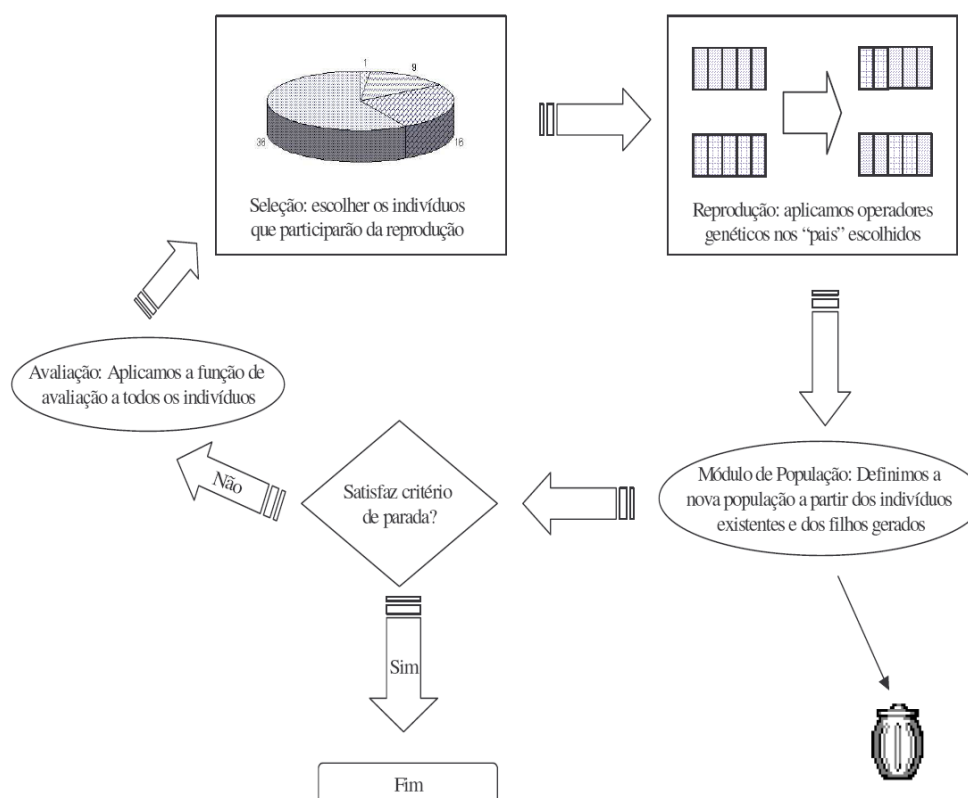 1
9
36
16
Seleção: escolher os indivíduos
que participarão da reprodução
Reprodução: aplicamos operadores
genéticos nos “pais” escolhidos
Avaliação: Aplicamos a função de
avaliação a todos os indivíduos
Não
Satisfaz critério
de parada?
Módulo de População: Definimos a
nova população a partir dos indivíduos
existentes e dos filhos gerados
Sim
Fim